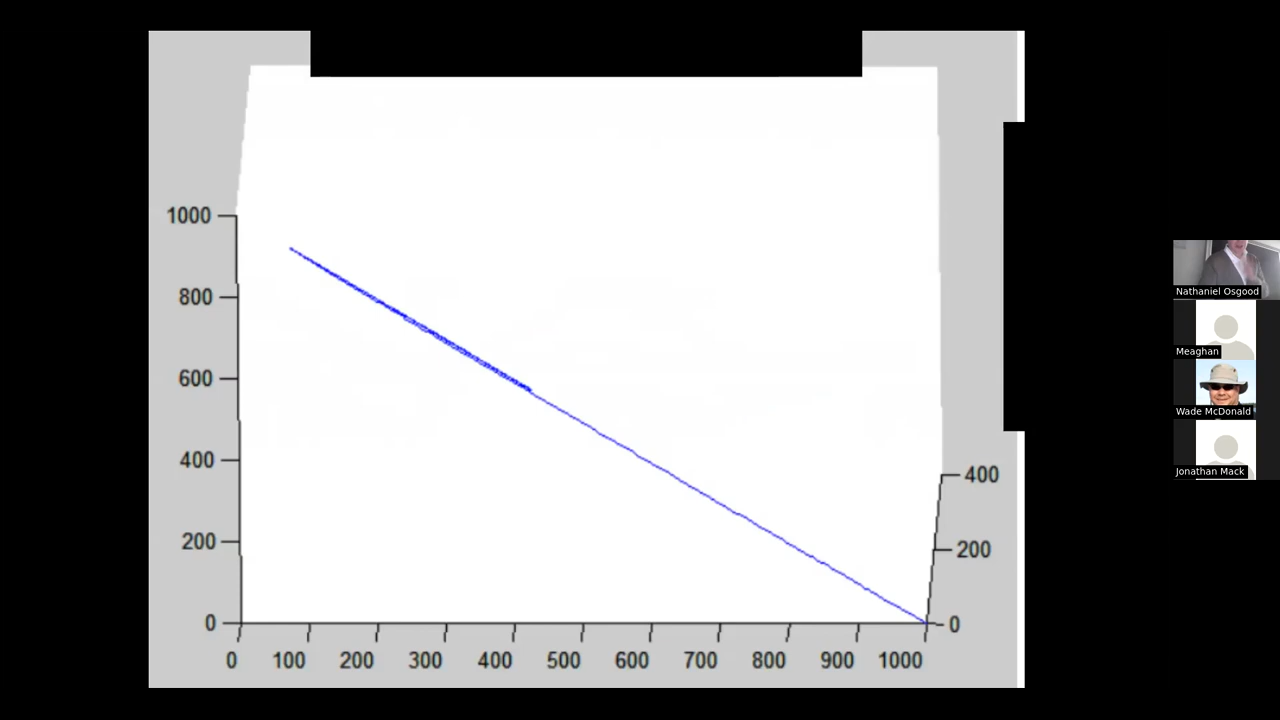 1000
800
600
400
200
0
0 100 200 300 400 500 600 700 800 900 1000
400
200
0
Nathaniel Osgood
Meaghan
Wade McDonald
Jonathan Mack